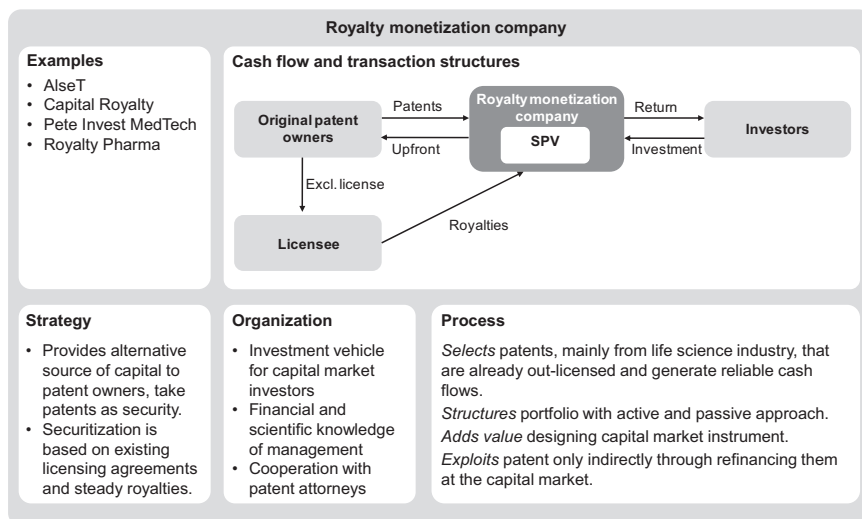 Royalty monetization company
Examples
• AlseT
• Capital Royalty
• Pete Invest MedTech
• Royalty Pharma
Cash flow and transaction structures
Original patent
owners
Patents
Upfront
Royalty monetization
company
SPV
Return
Investment
Investors
Excl. license
Licensee
Royalties
Strategy
• Provides alternative
source of capital to
patent owners, take
patents as security.
• Securitization is
based on existing
licensing agreements
and steady royalties.
Organization
• Investment vehicle
for capital market
investors
• Financial and
scientific knowledge
of management
• Cooperation with
patent attorneys
Process
Selects patents, mainly from life science industry, that
are already out-licensed and generate reliable cash
flows.
Structures portfolio with active and passive approach.
Adds value designing capital market instrument.
Exploits patent only indirectly through refinancing them
at the capital market.